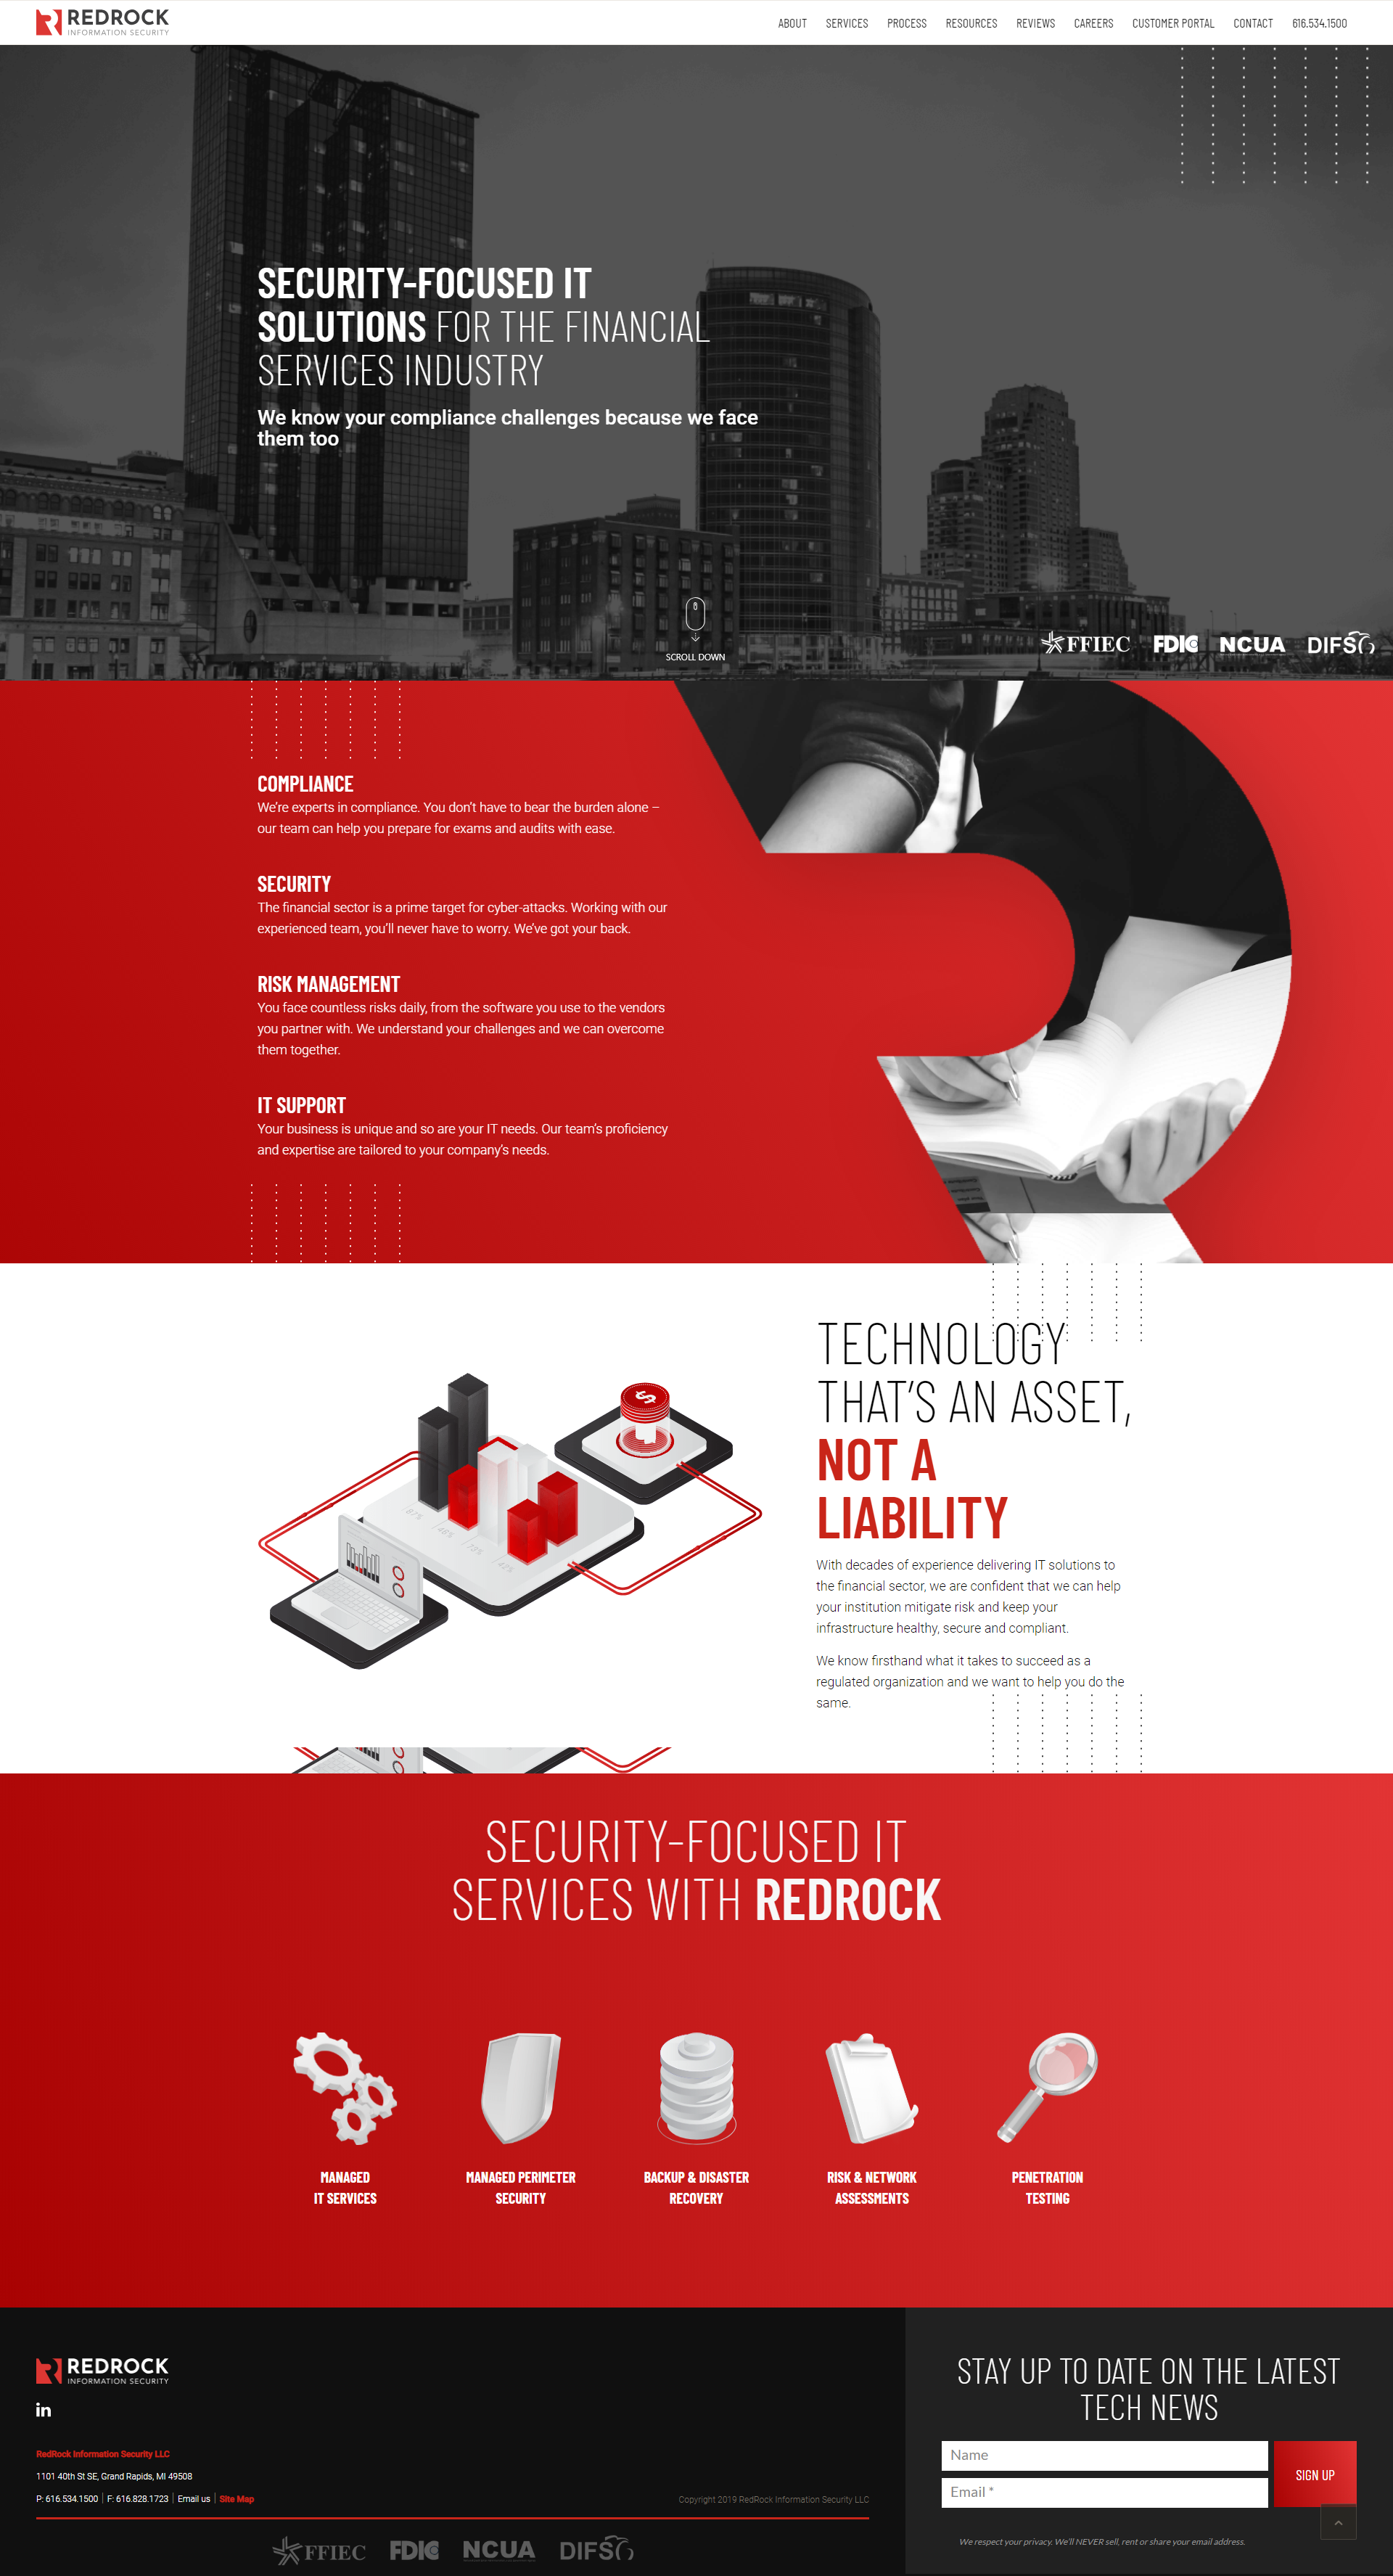 REDROCK
INFORMATION SECURITY
ABOUT SERVICES PROCESS RESOURCES REVIEWS CAREERS CUSTOMER PORTAL CONTACT 616.534.1500
SECURITY-FOCUSED IT
SOLUTIONS FOR THE FINANCIAL
SERVICES INDUSTRY
We know your compliance challenges because we face
them too
SCROLL DOWN
FFIEC FDIC NCUA DIFS
COMPLIANCE
We're experts in compliance. You don't have to bear the burden alone –
our team can help you prepare for exams and audits with ease.
SECURITY
The financial sector is a prime target for cyber-attacks. Working with our
experienced team, you'll never have to worry. We've got your back.
RISK MANAGEMENT
You face countless risks daily, from the software you use to the vendors
you partner with. We understand your challenges and we can overcome
them together.
IT SUPPORT
Your business is unique and so are your IT needs. Our team's proficiency
and expertise are tailored to your company's needs.
TECHNOLOGY
THAT'S AN ASSET,
NOT A
LIABILITY
With decades of experience delivering IT solutions to
the financial sector, we are confident that we can help
your institution mitigate risk and keep your
infrastructure healthy, secure and compliant.
We know firsthand what it takes to succeed as a
regulated organization and we want to help you do the
same.
SECURITY-FOCUSED IT
SERVICES WITH REDROCK
MANAGED
IT SERVICES
MANAGED PERIMETER
SECURITY
BACKUP & DISASTER
RECOVERY
RISK & NETWORK
ASSESSMENTS
PENETRATION
TESTING
REDROCK
INFORMATION SECURITY
in
RedRock Information Security LLC
1101 40th St SE, Grand Rapids, MI 49508
P: 616.534.1500 | F: 616.828.1723 | Email us | Site Map
Copyright 2019 RedRock Information Security LLC
FFIEC FDIC NCUA DIFS
STAY UP TO DATE ON THE LATEST
TECH NEWS
Name
Email *
SIGN UP
We respect your privacy. We'll NEVER sell, rent or share your email address.